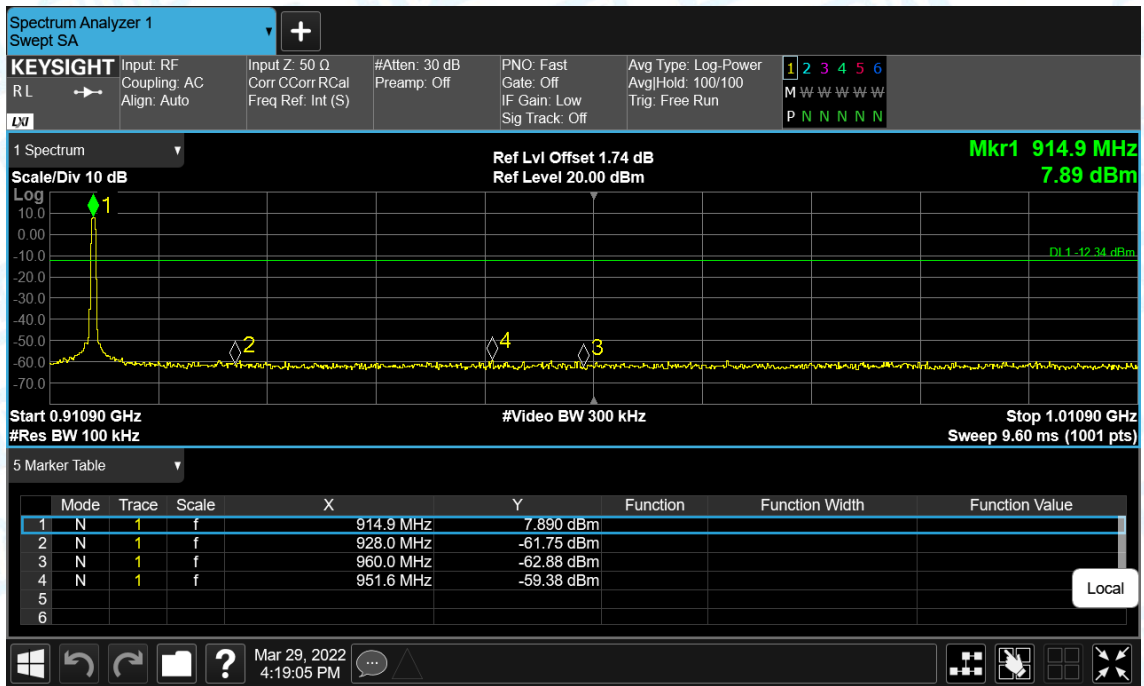 Spectrum Analyzer 1
Swept SA
+
KEYSIGHT
R L
LXI
Input: RF
Coupling: AC
Align: Auto
Input Z: 50 Ω
Corr CCorr RCal
Freq Ref: Int (S)
#Atten: 30 dB
Preamp: Off
PNO: Fast
Gate: Off
IF Gain: Low
Sig Track: Off
Avg Type: Log-Power
Avg|Hold: 100/100
Trig: Free Run
1 2 3 4 5 6
M W W W W W
P N N N N N
1 Spectrum
Scale/Div 10 dB
Ref Lvl Offset 1.74 dB
Ref Level 20.00 dBm
Mkr1 914.9 MHz
7.89 dBm
Log
10.0
0.00
-10.0
-20.0
-30.0
-40.0
-50.0
-60.0
-70.0
1
2
4
3
DL1 -12.34 dBm
Start 0.91090 GHz
#Res BW 100 kHz
#Video BW 300 kHz
Stop 1.01090 GHz
Sweep 9.60 ms (1001 pts)
5 Marker Table
Mode Trace Scale X Y Function Function Width Function Value
1 N 1 f 914.9 MHz 7.890 dBm
2 N 1 f 928.0 MHz -61.75 dBm
3 N 1 f 960.0 MHz -62.88 dBm
4 N 1 f 951.6 MHz -59.38 dBm
5
6
Local
?
Mar 29, 2022
4:19:05 PM